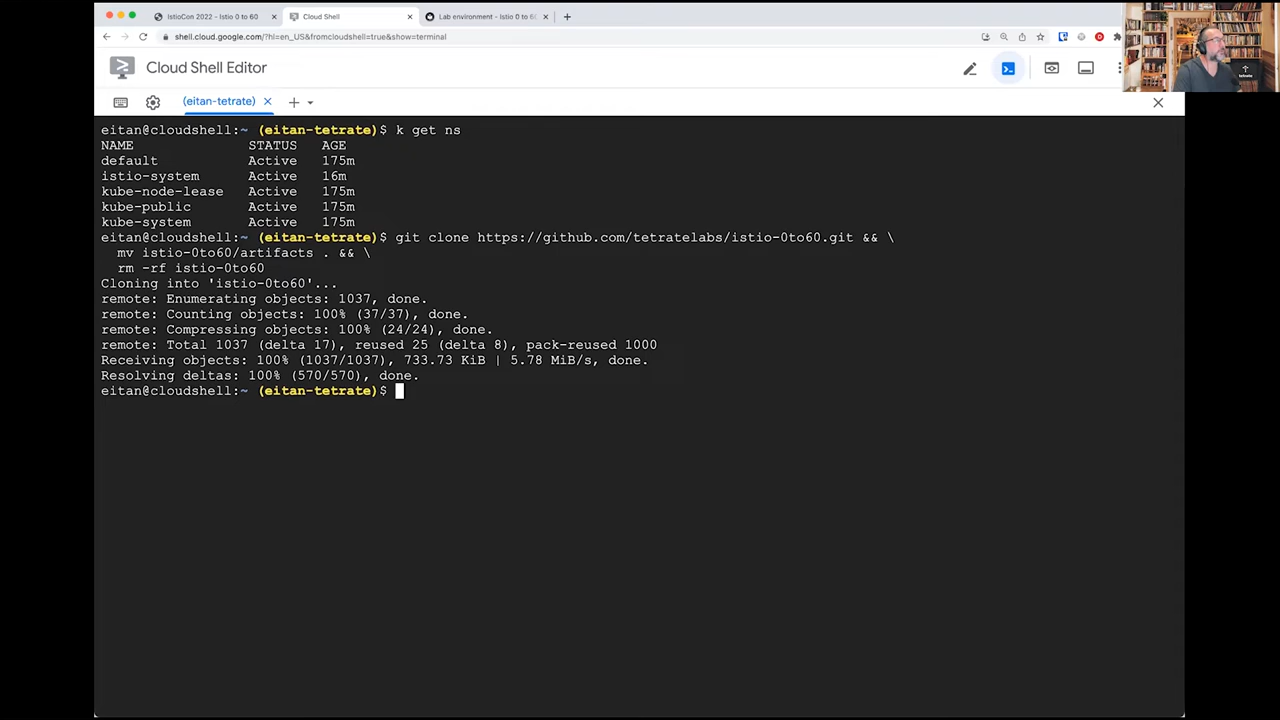 IstioCon 2022 - Istio 0 to 60
Cloud Shell
Lab environment - Istio 0 to 6
shell.cloud.google.com/?hl=en_US&fromcloudshell=true&show=terminal
Cloud Shell Editor
tetrate
(eitan-tetrate)
eitan@cloudshell:~ (eitan-tetrate)$ k get ns
NAME STATUS AGE
default Active 175m
istio-system Active 16m
kube-node-lease Active 175m
kube-public Active 175m
kube-system Active 175m
eitan@cloudshell:~ (eitan-tetrate)$ git clone https://github.com/tetratelabs/istio-0to60.git && \
mv istio-0to60/artifacts . && \
rm -rf istio-0to60
Cloning into 'istio-0to60'...
remote: Enumerating objects: 1037, done.
remote: Counting objects: 100% (37/37), done.
remote: Compressing objects: 100% (24/24), done.
remote: Total 1037 (delta 17), reused 25 (delta 8), pack-reused 1000
Receiving objects: 100% (1037/1037), 733.73 KiB | 5.78 MiB/s, done.
Resolving deltas: 100% (570/570), done.
eitan@cloudshell:~ (eitan-tetrate)$